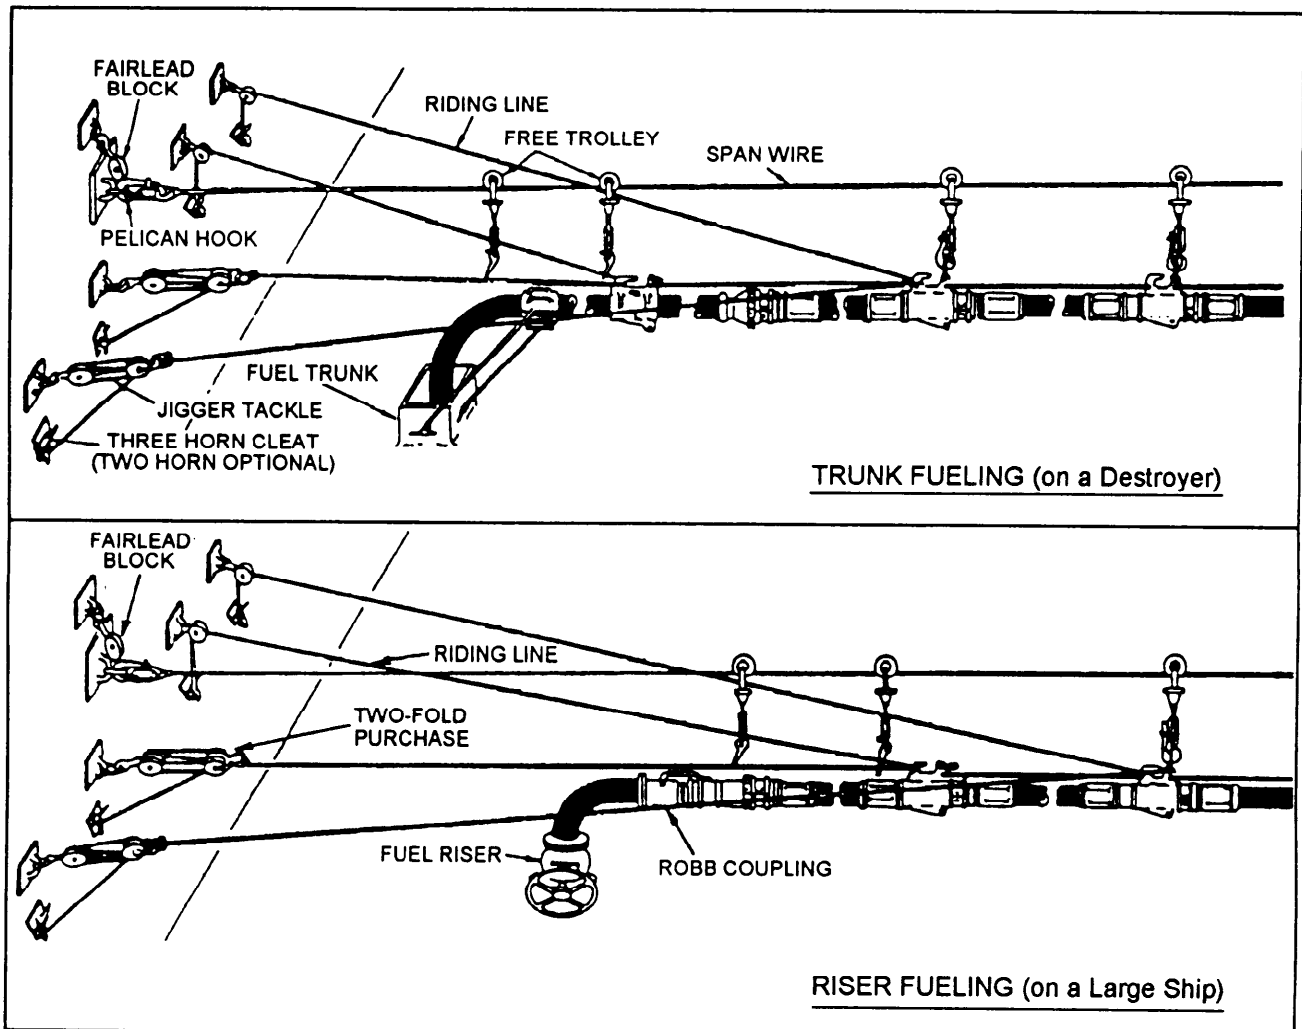 FAIRLEAD
BLOCK
RIDING LINE
FREE TROLLEY
SPAN WIRE
PELICAN HOOK
FUEL TRUNK
JIGGER TACKLE
THREE HORN CLEAT
(TWO HORN OPTIONAL)
TRUNK FUELING (on a Destroyer)
FAIRLEAD
BLOCK
RIDING LINE
TWO-FOLD
PURCHASE
FUEL RISER
ROBB COUPLING
RISER FUELING (on a Large Ship)